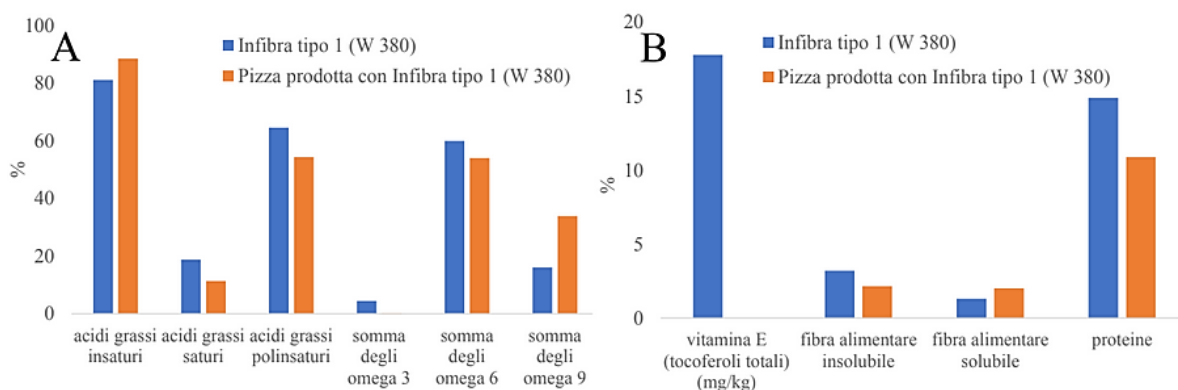 A
100
80
60
40
20
0
%
Infibra tipo 1 (W 380)
Pizza prodotta con Infibra tipo 1 (W 380)
acidi grassi
insaturi
acidi grassi
saturi
acidi grassi
polinsaturi
somma
degli
omega 3
somma
degli
omega 6
somma
degli
omega 9
B
20
15
10
5
0
%
Infibra tipo 1 (W 380)
Pizza prodotta con Infibra tipo 1 (W 380)
vitamina E
(tocoferoli totali)
(mg/kg)
fibra alimentare
insolubile
fibra alimentare
solubile
proteine